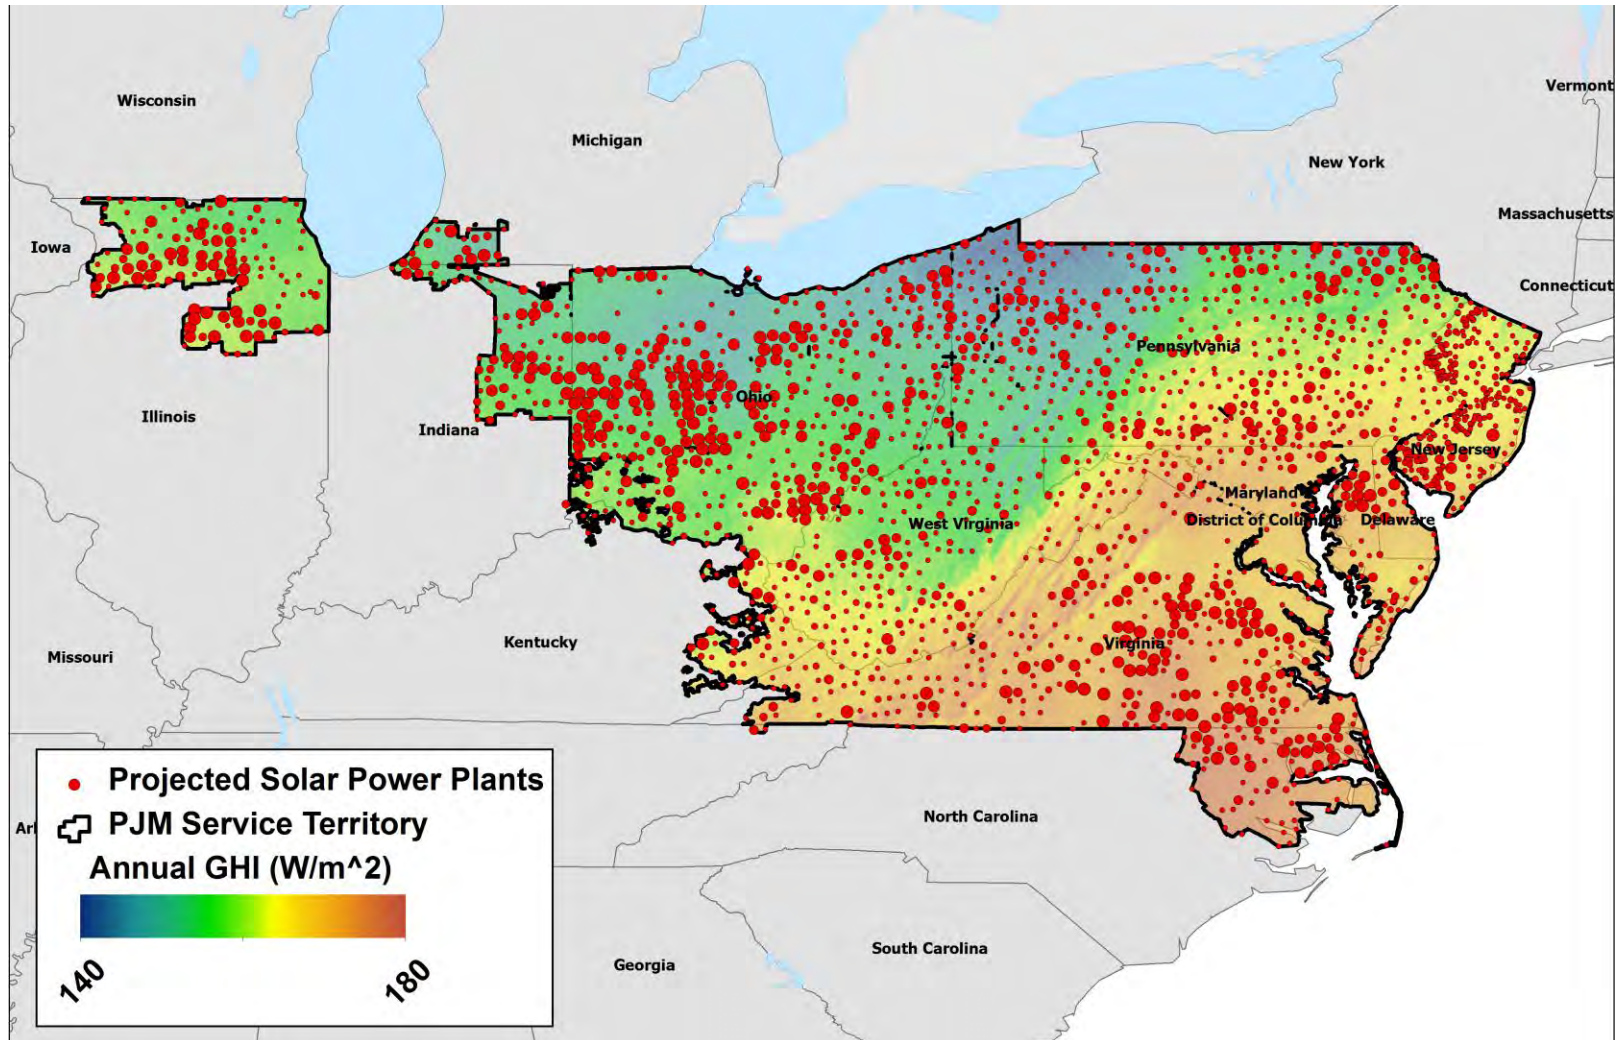 Vermont
Wisconsin
Michigan
New York
Massachusetts
Iowa
Connecticut
Pennsylvania
Ohio
Illinois
Indiana
New Jersey
Maryland
West Virginia
District of Columbia
Delaware
Kentucky
Virginia
Missouri
North Carolina
South Carolina
Georgia
Projected Solar Power Plants
PJM Service Territory
Annual GHI (W/m^2)
140
180